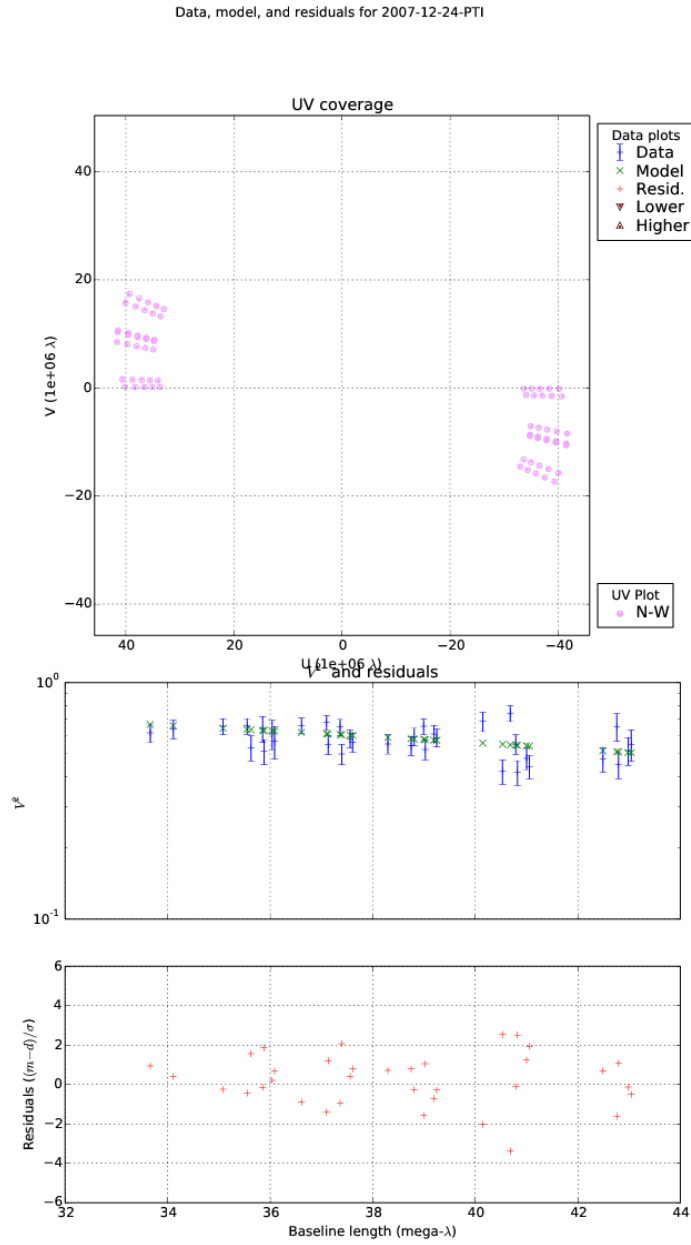 Data, model, and residuals for 2007-12-24-PTI
UV coverage
Data plots
Data
Model
Resid.
Lower
Higher
V (1e+06 λ)
40
20
0
−20
−40
UV Plot
N-W
40
20
0
−20
−40
U (1e+06 λ)
V² and residuals
10⁰
V²
10⁻¹
6
4
2
0
−2
−4
−6
Residuals ((m−d)/σ)
32
34
36
38
40
42
44
Baseline length (mega-λ)